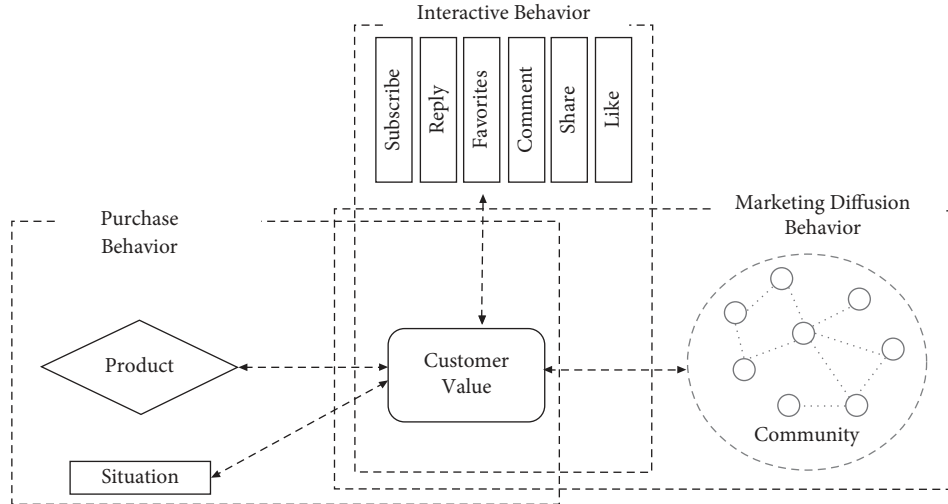 Interactive Behavior
Subscribe
Reply
Favorites
Comment
Share
Like
Purchase
Behavior
Marketing Diffusion
Behavior
Product
Customer
Value
Situation
Community